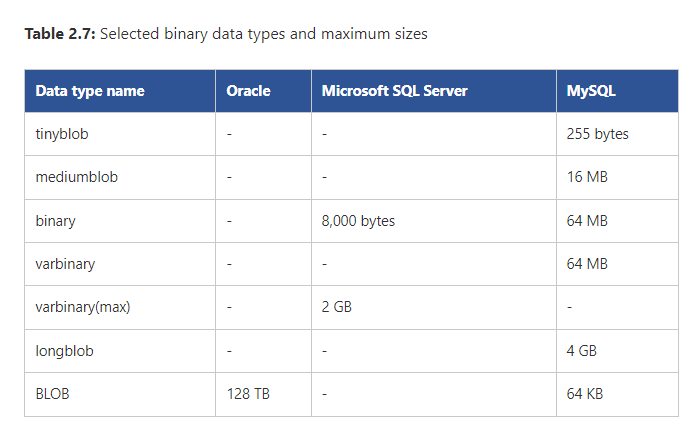 Table 2.7: Selected binary data types and maximum sizes
Data type name Oracle Microsoft SQL Server MySQL
tinyblob - - 255 bytes
mediumblob - - 16 MB
binary - 8,000 bytes 64 MB
varbinary - - 64 MB
varbinary(max) - 2 GB -
longblob - - 4 GB
BLOB 128 TB - 64 KB